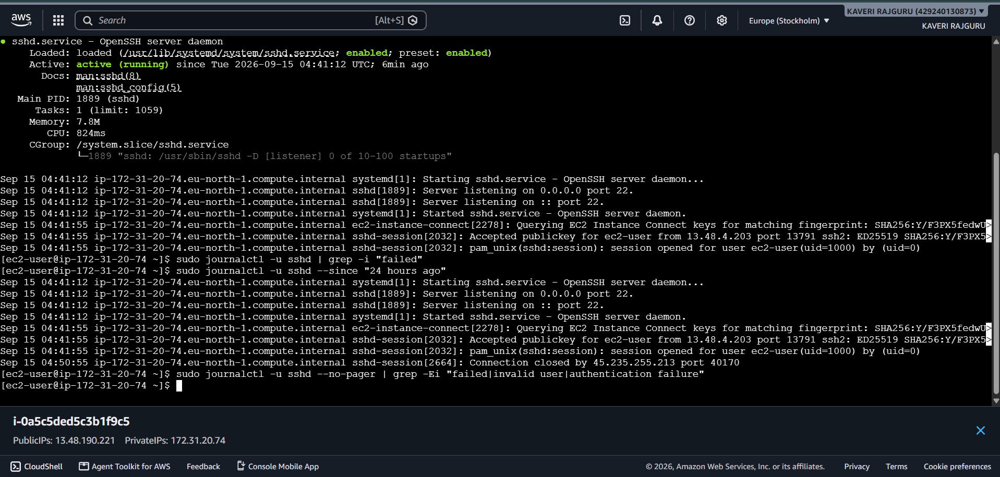 KAVERI RAJGURU (429240130873) ▼
aws
Search
[Alt+S]
Europe (Stockholm) ▼
KAVERI RAJGURU
● sshd.service - OpenSSH server daemon
Loaded: loaded (/usr/lib/systemd/system/sshd.service; enabled; preset: enabled)
Active: active (running) since Tue 2026-09-15 04:41:12 UTC; 6min ago
Docs: man:sshd(8)
man:sshd_config(5)
Main PID: 1889 (sshd)
Tasks: 1 (limit: 1059)
Memory: 7.8M
CPU: 824ms
CGroup: /system.slice/sshd.service
└─1889 "sshd: /usr/sbin/sshd -D [listener] 0 of 10-100 startups"
Sep 15 04:41:12 ip-172-31-20-74.eu-north-1.compute.internal systemd[1]: Starting sshd.service - OpenSSH server daemon...
Sep 15 04:41:12 ip-172-31-20-74.eu-north-1.compute.internal sshd[1889]: Server listening on 0.0.0.0 port 22.
Sep 15 04:41:12 ip-172-31-20-74.eu-north-1.compute.internal sshd[1889]: Server listening on :: port 22.
Sep 15 04:41:12 ip-172-31-20-74.eu-north-1.compute.internal systemd[1]: Started sshd.service - OpenSSH server daemon.
Sep 15 04:41:55 ip-172-31-20-74.eu-north-1.compute.internal ec2-instance-connect[2278]: Querying EC2 Instance Connect keys for matching fingerprint: SHA256:Y/F3PX5fedwU>
Sep 15 04:41:55 ip-172-31-20-74.eu-north-1.compute.internal sshd-session[2032]: Accepted publickey for ec2-user from 13.48.4.203 port 13791 ssh2: ED25519 SHA256:Y/F3PX5>
Sep 15 04:41:55 ip-172-31-20-74.eu-north-1.compute.internal sshd-session[2032]: pam_unix(sshd:session): session opened for user ec2-user(uid=1000) by (uid=0)
[ec2-user@ip-172-31-20-74 ~]$ sudo journalctl -u sshd | grep -i "failed"
[ec2-user@ip-172-31-20-74 ~]$ sudo journalctl -u sshd --since "24 hours ago"
Sep 15 04:41:12 ip-172-31-20-74.eu-north-1.compute.internal systemd[1]: Starting sshd.service - OpenSSH server daemon...
Sep 15 04:41:12 ip-172-31-20-74.eu-north-1.compute.internal sshd[1889]: Server listening on 0.0.0.0 port 22.
Sep 15 04:41:12 ip-172-31-20-74.eu-north-1.compute.internal sshd[1889]: Server listening on :: port 22.
Sep 15 04:41:12 ip-172-31-20-74.eu-north-1.compute.internal systemd[1]: Started sshd.service - OpenSSH server daemon.
Sep 15 04:41:55 ip-172-31-20-74.eu-north-1.compute.internal ec2-instance-connect[2278]: Querying EC2 Instance Connect keys for matching fingerprint: SHA256:Y/F3PX5fedwU>
Sep 15 04:41:55 ip-172-31-20-74.eu-north-1.compute.internal sshd-session[2032]: Accepted publickey for ec2-user from 13.48.4.203 port 13791 ssh2: ED25519 SHA256:Y/F3PX5>
Sep 15 04:41:55 ip-172-31-20-74.eu-north-1.compute.internal sshd-session[2032]: pam_unix(sshd:session): session opened for user ec2-user(uid=1000) by (uid=0)
Sep 15 04:50:55 ip-172-31-20-74.eu-north-1.compute.internal sshd-session[2664]: Connection closed by 45.235.255.213 port 40170
[ec2-user@ip-172-31-20-74 ~]$ sudo journalctl -u sshd --no-pager | grep -Ei "failed|invalid user|authentication failure"
[ec2-user@ip-172-31-20-74 ~]$
i-0a5c5ded5c3b1f9c5
PublicIPs: 13.48.190.221 PrivateIPs: 172.31.20.74
CloudShell Agent Toolkit for AWS Feedback Console Mobile App © 2026, Amazon Web Services, Inc. or its affiliates. Privacy Terms Cookie preferences